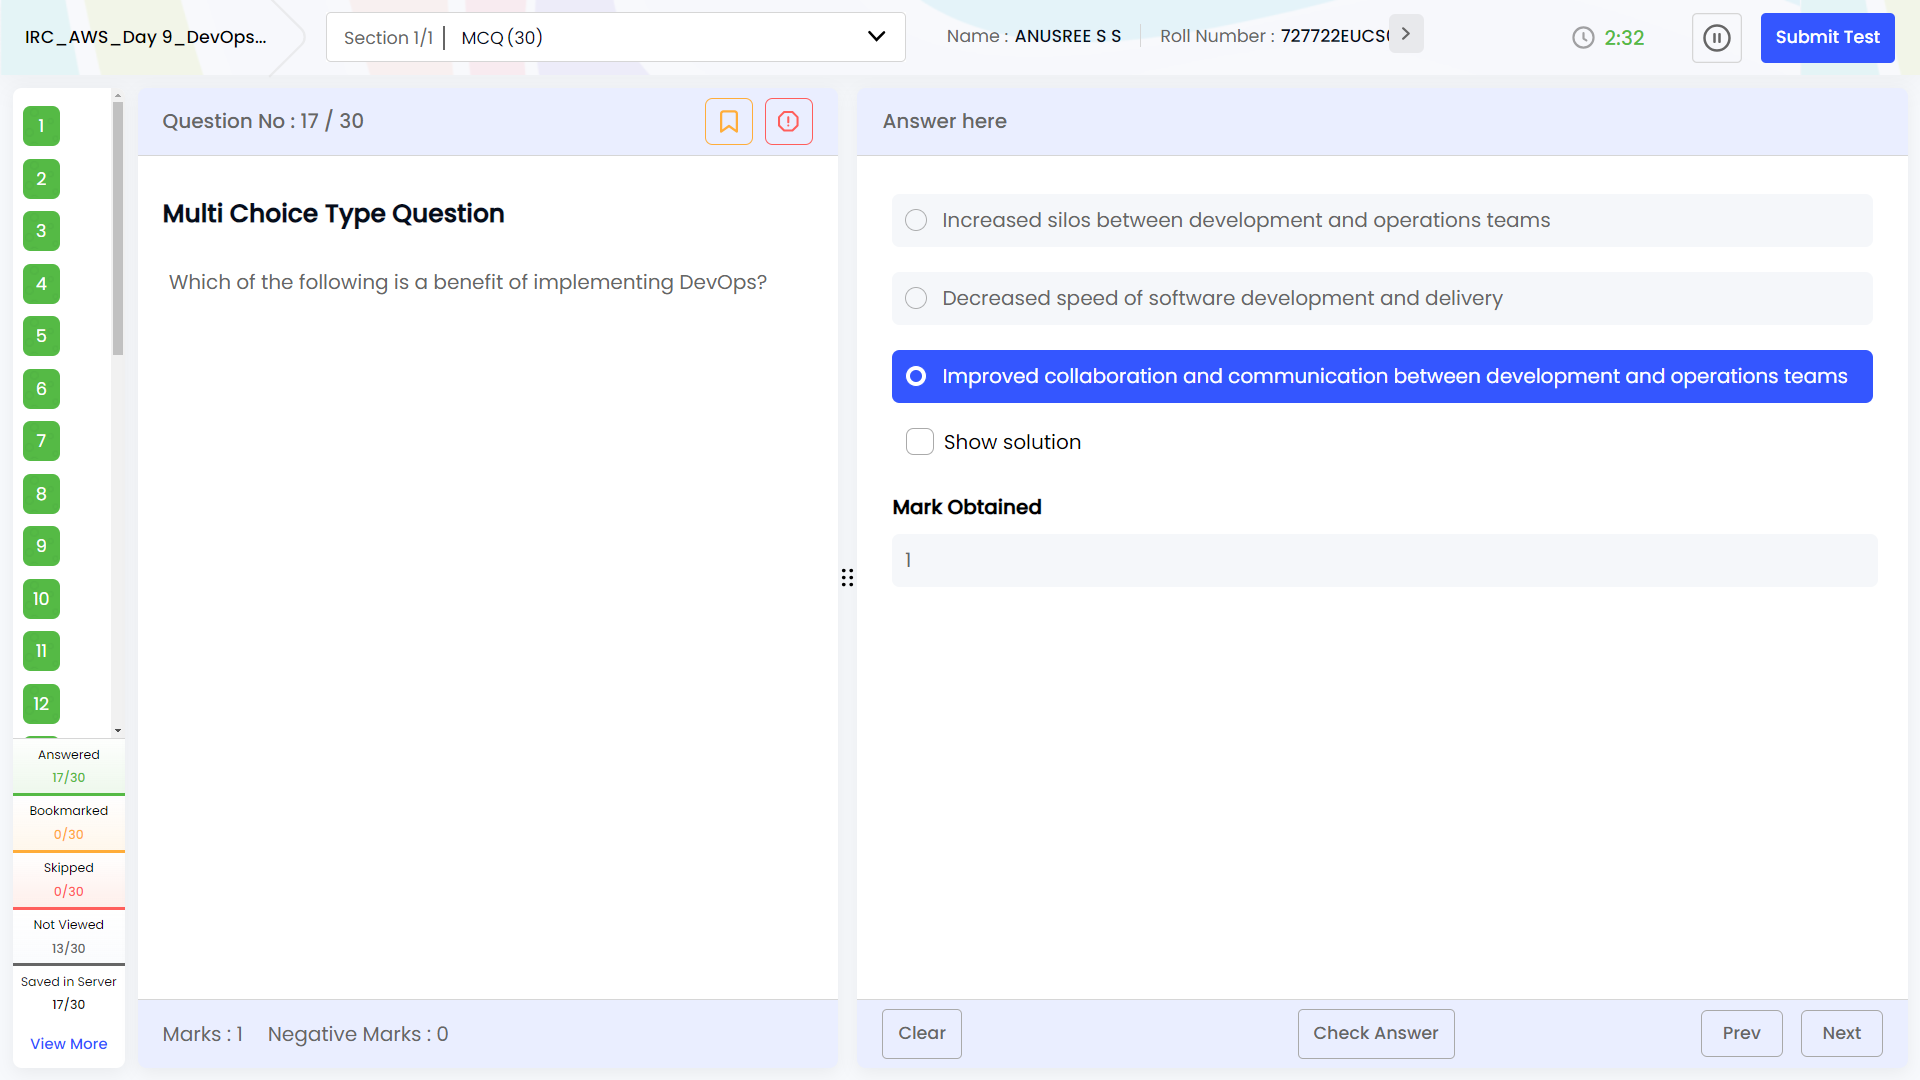 IRC_AWS_Day 9_DevOps...
Section 1/1 | MCQ (30)
Name : ANUSREE S S
Roll Number : 727722EUCS
2:32
Submit Test
1
2
3
4
5
6
7
8
9
10
11
12
Answered
17/30
Bookmarked
0/30
Skipped
0/30
Not Viewed
13/30
Saved in Server
17/30
View More
Question No : 17 / 30
Multi Choice Type Question
Which of the following is a benefit of implementing DevOps?
Marks : 1 Negative Marks : 0
Answer here
Increased silos between development and operations teams
Decreased speed of software development and delivery
Improved collaboration and communication between development and operations teams
Show solution
Mark Obtained
1
Clear
Check Answer
Prev
Next